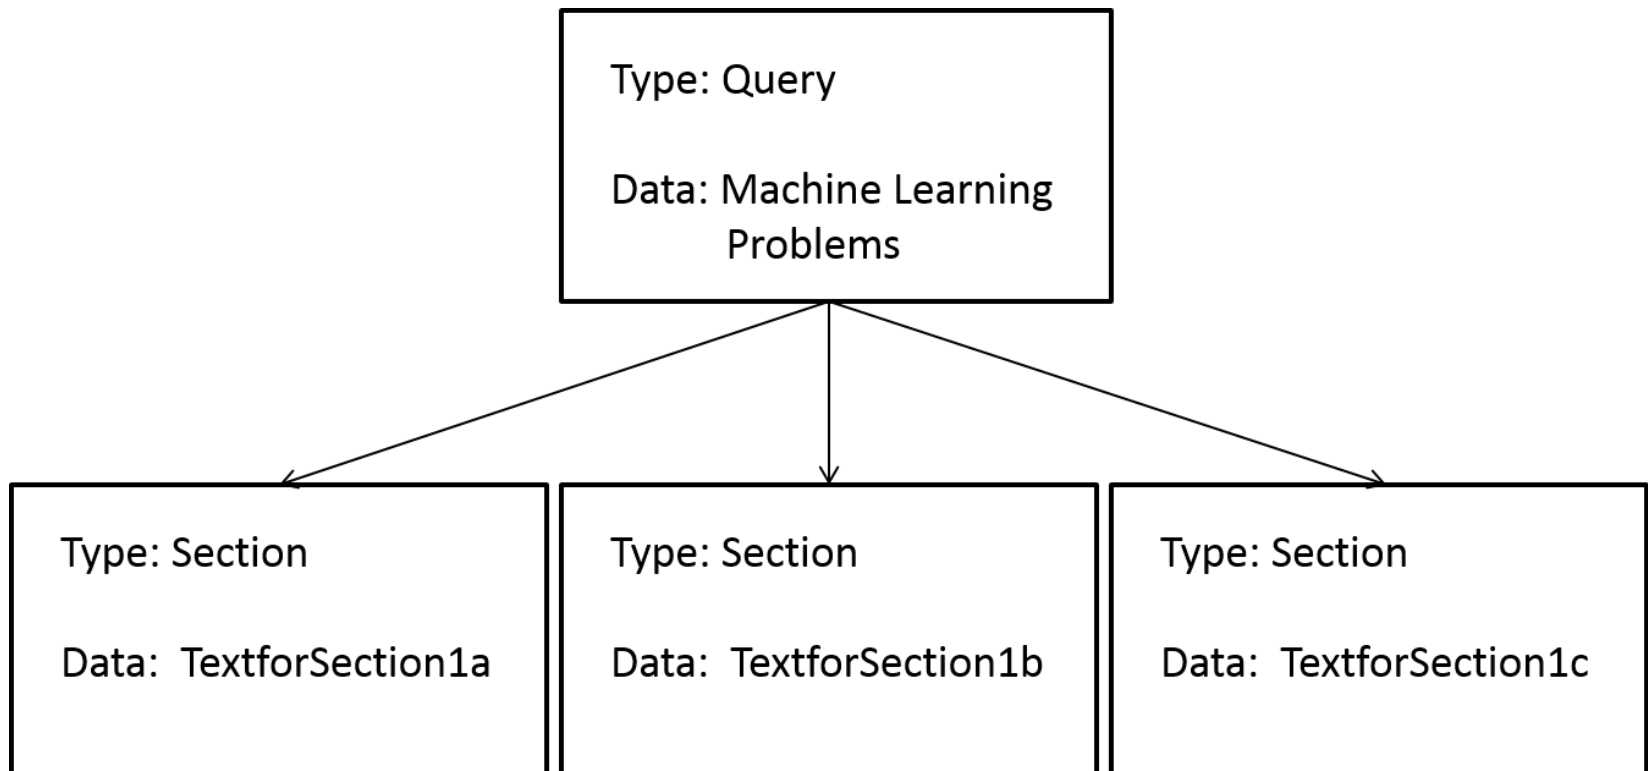 Type: Query
Data: Machine Learning
Problems
Type: Section
Data: TextforSection1a
Type: Section
Data: TextforSection1b
Type: Section
Data: TextforSection1c